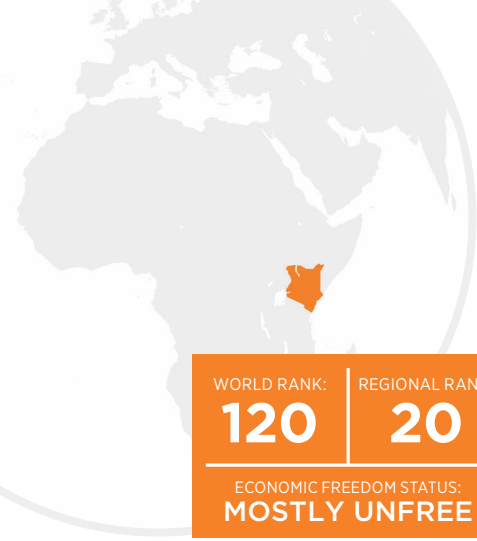 WORLD RANK:
120
REGIONAL RAN
20
ECONOMIC FREEDOM STATUS:
MOSTLY UNFREE